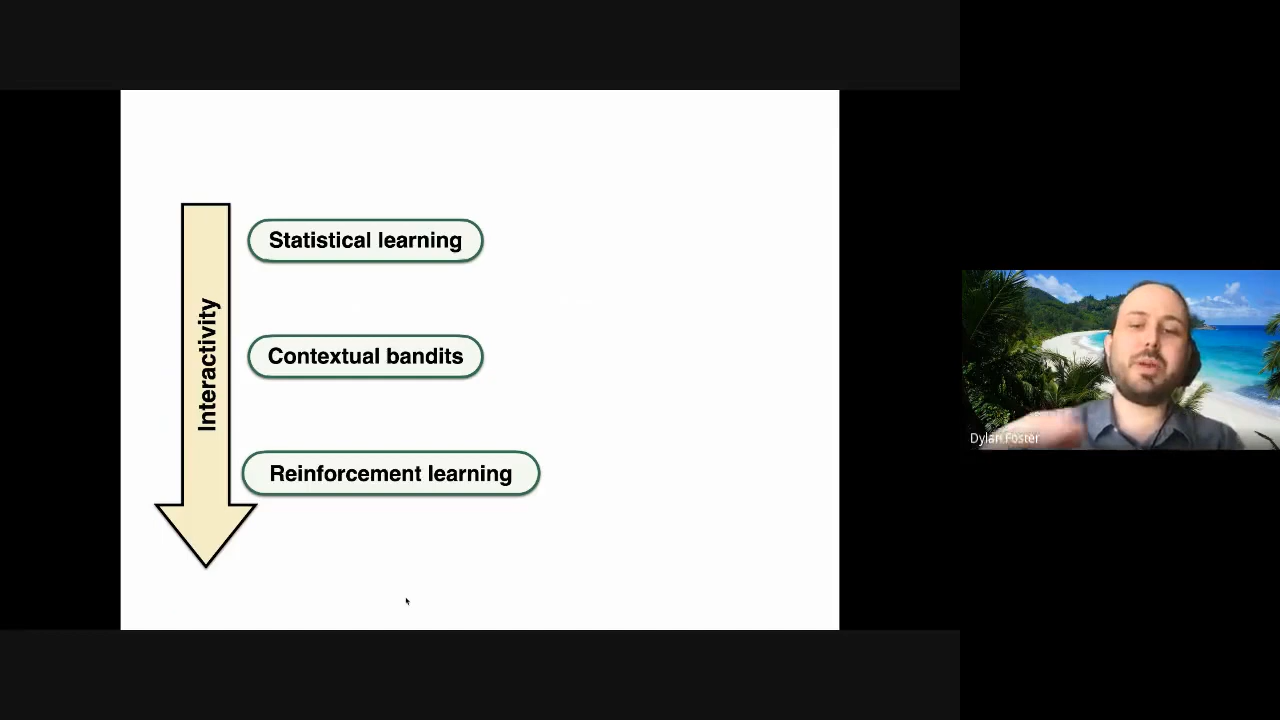 Interactivity
Statistical learning
Contextual bandits
Reinforcement learning
Dylan Foster